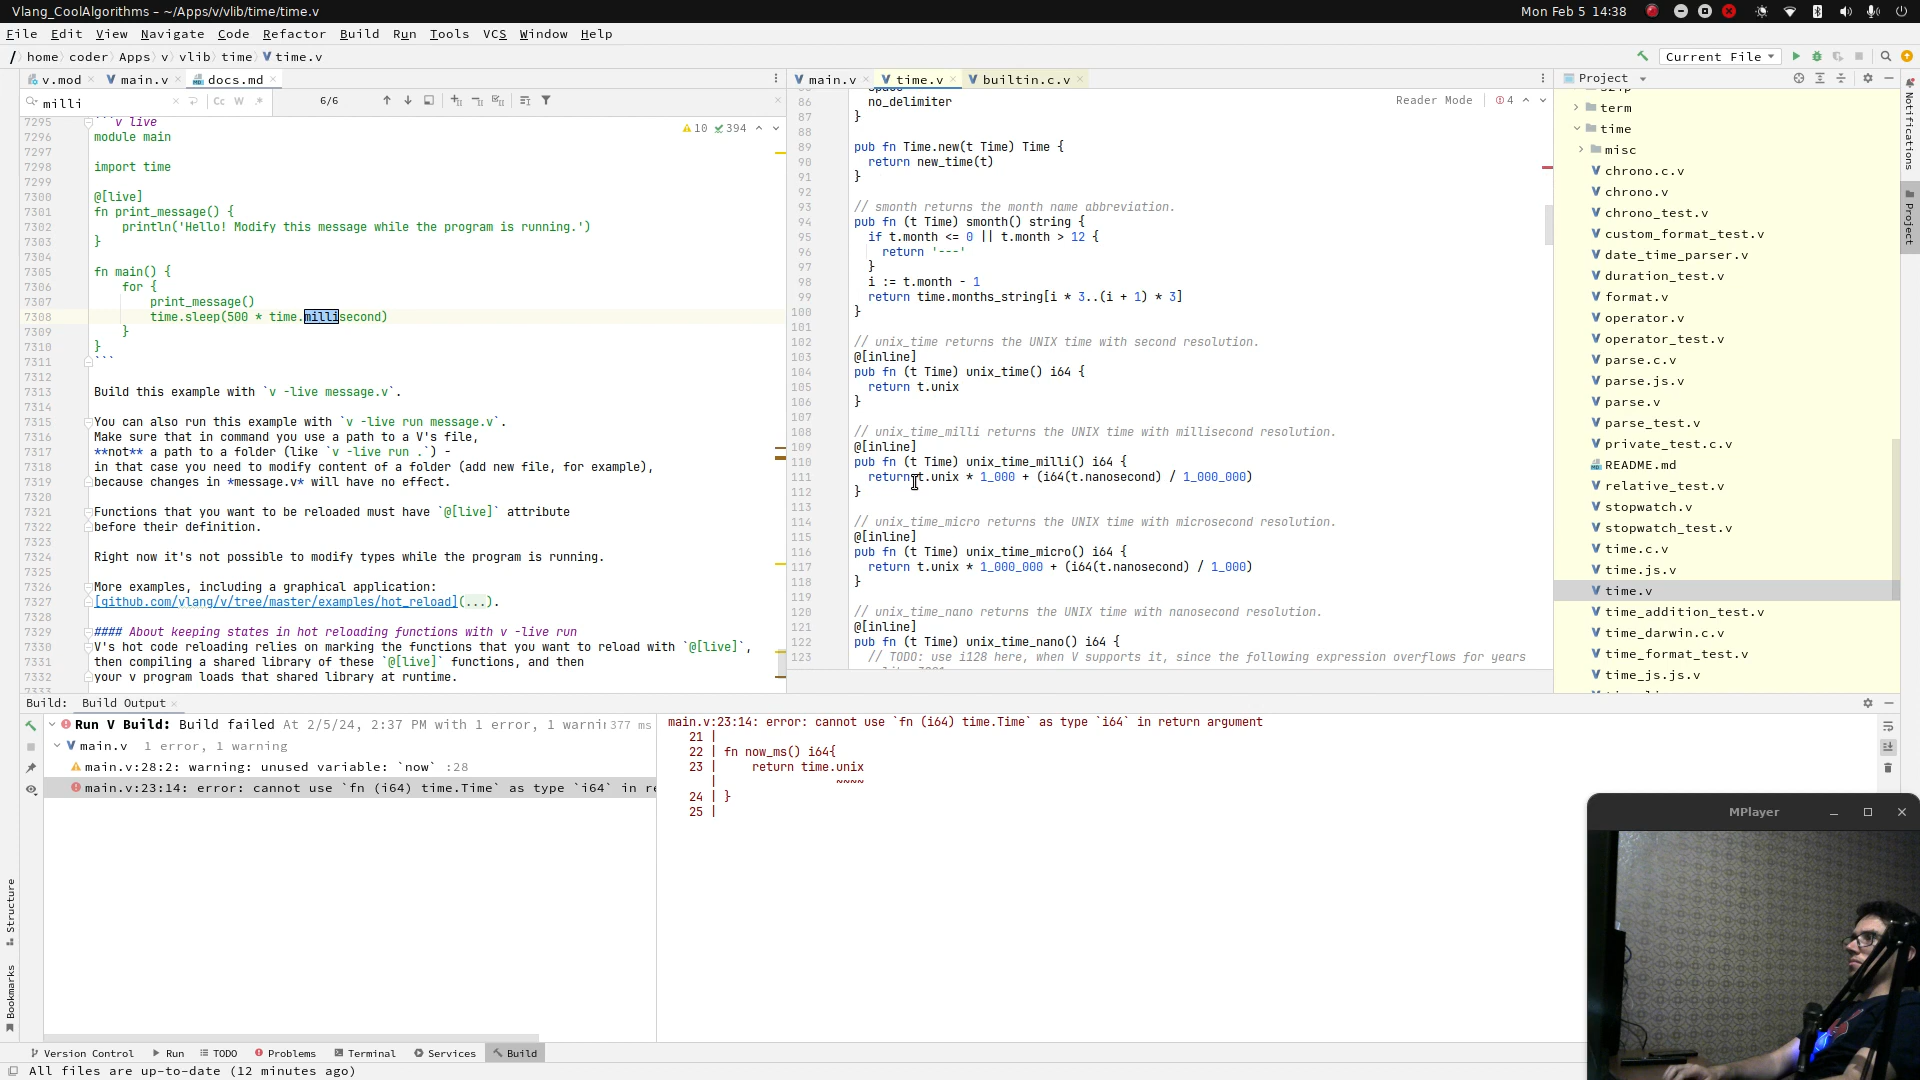 Vlang_CoolAlgorithms – ~/Apps/v/vlib/time/time.v
Mon Feb 5 14:38
File Edit View Navigate Code Refactor Build Run Tools VCS Window Help
/ home coder Apps v vlib time time.v
Current File
v.mod main.v docs.md
milli
Cc W .* 6/6
10 394
7295 ```v live
7296 module main
7297
7298 import time
7299
7300 @[live]
7301 fn print_message() {
7302 println('Hello! Modify this message while the program is running.')
7303 }
7304
7305 fn main() {
7306 for {
7307 print_message()
7308 time.sleep(500 * time.millisecond)
7309 }
7310 }
7311 ```
7312
7313 Build this example with `v -live message.v`.
7314
7315 You can also run this example with `v -live run message.v`.
7316 Make sure that in command you use a path to a V's file,
7317 **not** a path to a folder (like `v -live run .`) -
7318 in that case you need to modify content of a folder (add new file, for example),
7319 because changes in *message.v* will have no effect.
7320
7321 Functions that you want to be reloaded must have `@[live]` attribute
7322 before their definition.
7323
7324 Right now it's not possible to modify types while the program is running.
7325
7326 More examples, including a graphical application:
7327 [github.com/vlang/v/tree/master/examples/hot_reload](...).
7328
7329 #### About keeping states in hot reloading functions with v -live run
7330 V's hot code reloading relies on marking the functions that you want to reload with `@[live]`,
7331 then compiling a shared library of these `@[live]` functions, and then
7332 your v program loads that shared library at runtime.
7333
main.v time.v builtin.c.v
Reader Mode 4
86 no_delimiter
87 }
88
89 pub fn Time.new(t Time) Time {
90 return new_time(t)
91 }
92
93 // smonth returns the month name abbreviation.
94 pub fn (t Time) smonth() string {
95 if t.month <= 0 || t.month > 12 {
96 return '---'
97 }
98 i := t.month - 1
99 return time.months_string[i * 3..(i + 1) * 3]
100 }
101
102 // unix_time returns the UNIX time with second resolution.
103 @[inline]
104 pub fn (t Time) unix_time() i64 {
105 return t.unix
106 }
107
108 // unix_time_milli returns the UNIX time with millisecond resolution.
109 @[inline]
110 pub fn (t Time) unix_time_milli() i64 {
111 return t.unix * 1_000 + (i64(t.nanosecond) / 1_000_000)
112 }
113
114 // unix_time_micro returns the UNIX time with microsecond resolution.
115 @[inline]
116 pub fn (t Time) unix_time_micro() i64 {
117 return t.unix * 1_000_000 + (i64(t.nanosecond) / 1_000)
118 }
119
120 // unix_time_nano returns the UNIX time with nanosecond resolution.
121 @[inline]
122 pub fn (t Time) unix_time_nano() i64 {
123 // TODO: use i128 here, when V supports it, since the following expression overflows for years
Project
term
time
misc
chrono.c.v
chrono.v
chrono_test.v
custom_format_test.v
date_time_parser.v
duration_test.v
format.v
operator.v
operator_test.v
parse.c.v
parse.js.v
parse.v
parse_test.v
private_test.c.v
README.md
relative_test.v
stopwatch.v
stopwatch_test.v
time.c.v
time.js.v
time.v
time_addition_test.v
time_darwin.c.v
time_format_test.v
time_js.js.v
Notifications
Project
Build: Build Output
Run V Build: Build failed At 2/5/24, 2:37 PM with 1 error, 1 warnir 377 ms
main.v 1 error, 1 warning
main.v:28:2: warning: unused variable: `now` :28
main.v:23:14: error: cannot use `fn (i64) time.Time` as type `i64` in re
main.v:23:14: error: cannot use `fn (i64) time.Time` as type `i64` in return argument
21 |
22 | fn now_ms() i64{
23 | return time.unix
| ~~~~
24 | }
25 |
MPlayer
Structure
Bookmarks
Version Control Run TODO Problems Terminal Services Build
All files are up-to-date (12 minutes ago)